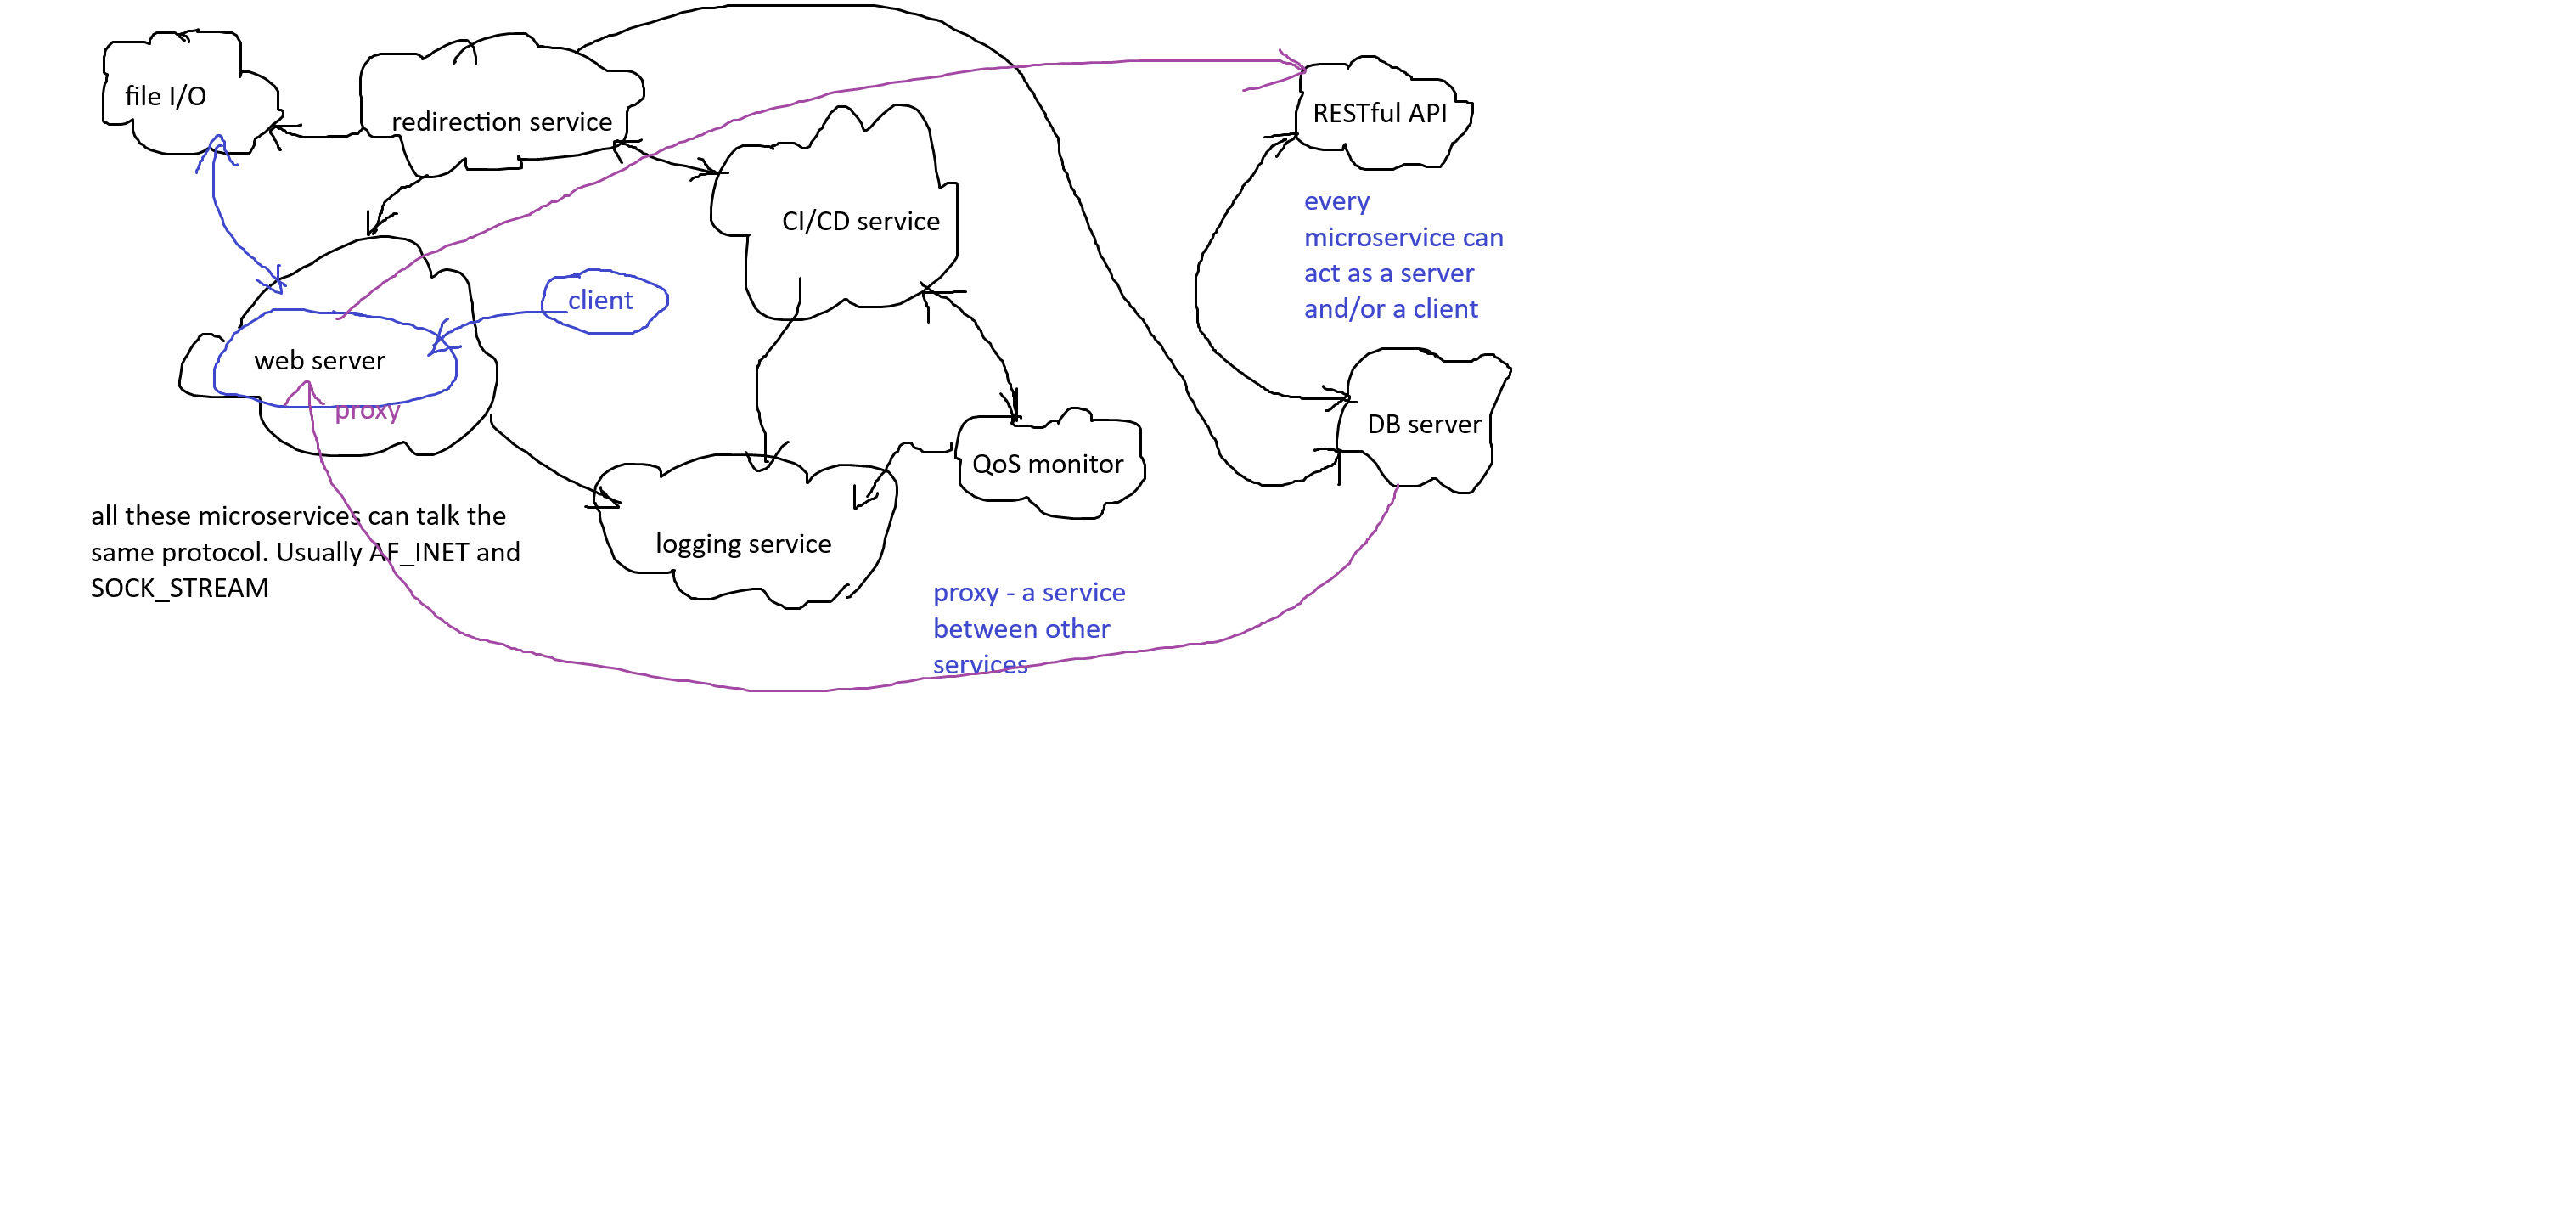 file I/O
redirection service
RESTful API
CI/CD service
every
microservice can
act as a server
and/or a client
client
web server
proxy
DB server
QoS monitor
logging service
all these microservices can talk the
same protocol. Usually AF_INET and
SOCK_STREAM
proxy - a service
between other
services